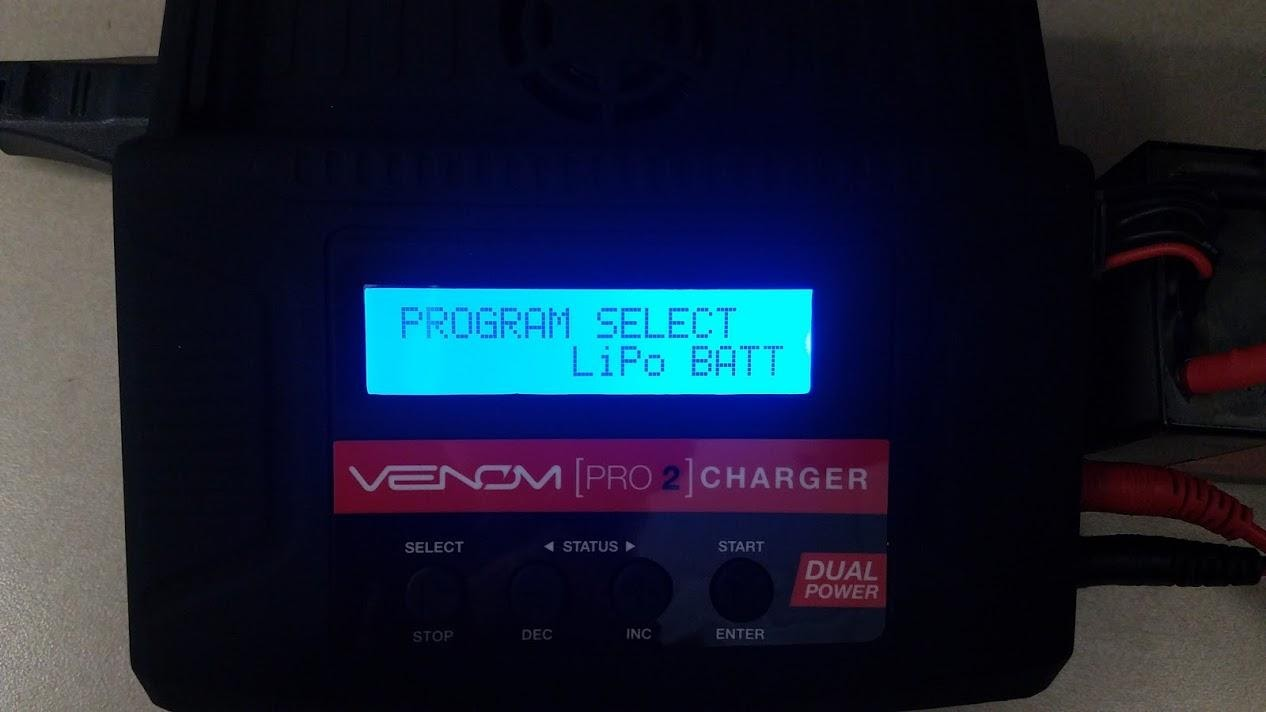 PROGRAM SELECT
LiPo BATT
VENOM [PRO 2] CHARGER
SELECT ◀ STATUS ▶ START
DUAL
POWER
STOP DEC INC ENTER